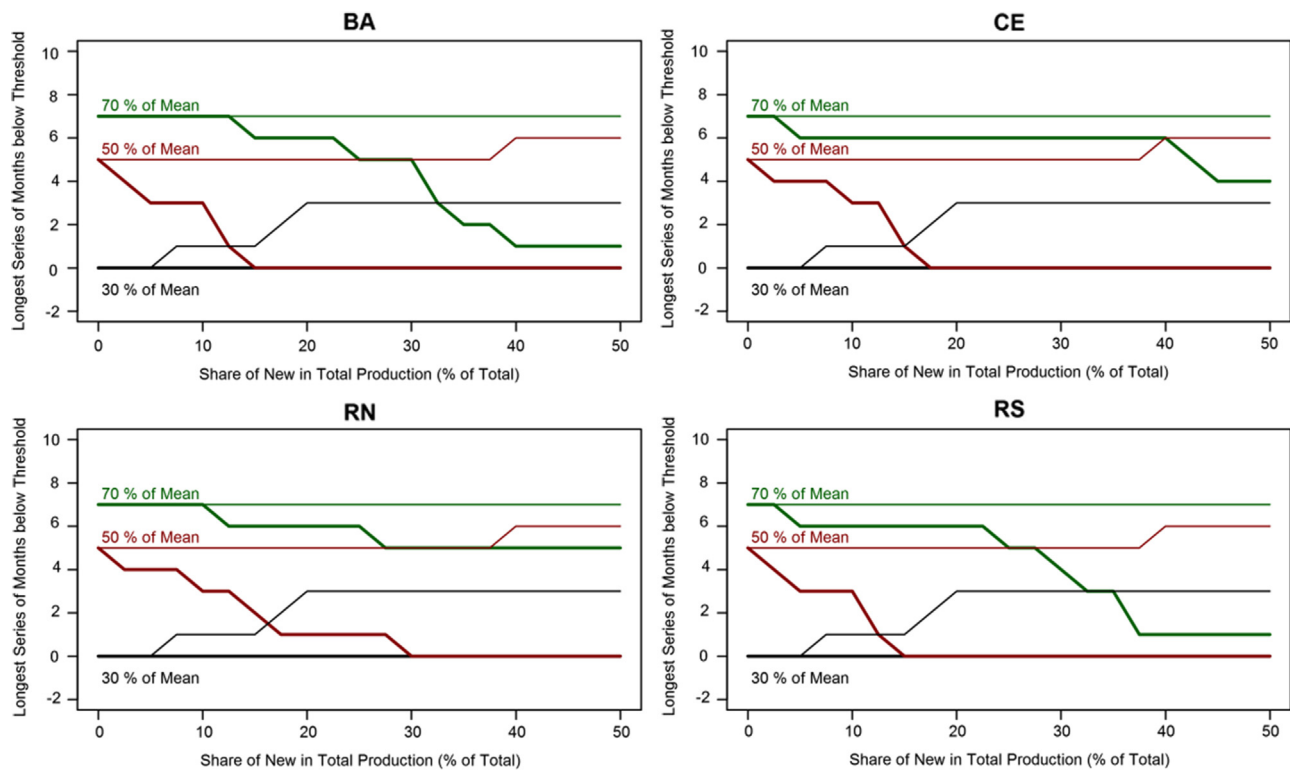 BA
Longest Series of Months below Threshold
10
8
6
4
2
0
-2
70 % of Mean
50 % of Mean
30 % of Mean
0 10 20 30 40 50
Share of New in Total Production (% of Total)
CE
Longest Series of Months below Threshold
10
8
6
4
2
0
-2
70 % of Mean
50 % of Mean
30 % of Mean
0 10 20 30 40 50
Share of New in Total Production (% of Total)
RN
Longest Series of Months below Threshold
10
8
6
4
2
0
-2
70 % of Mean
50 % of Mean
30 % of Mean
0 10 20 30 40 50
Share of New in Total Production (% of Total)
RS
Longest Series of Months below Threshold
10
8
6
4
2
0
-2
70 % of Mean
50 % of Mean
30 % of Mean
0 10 20 30 40 50
Share of New in Total Production (% of Total)